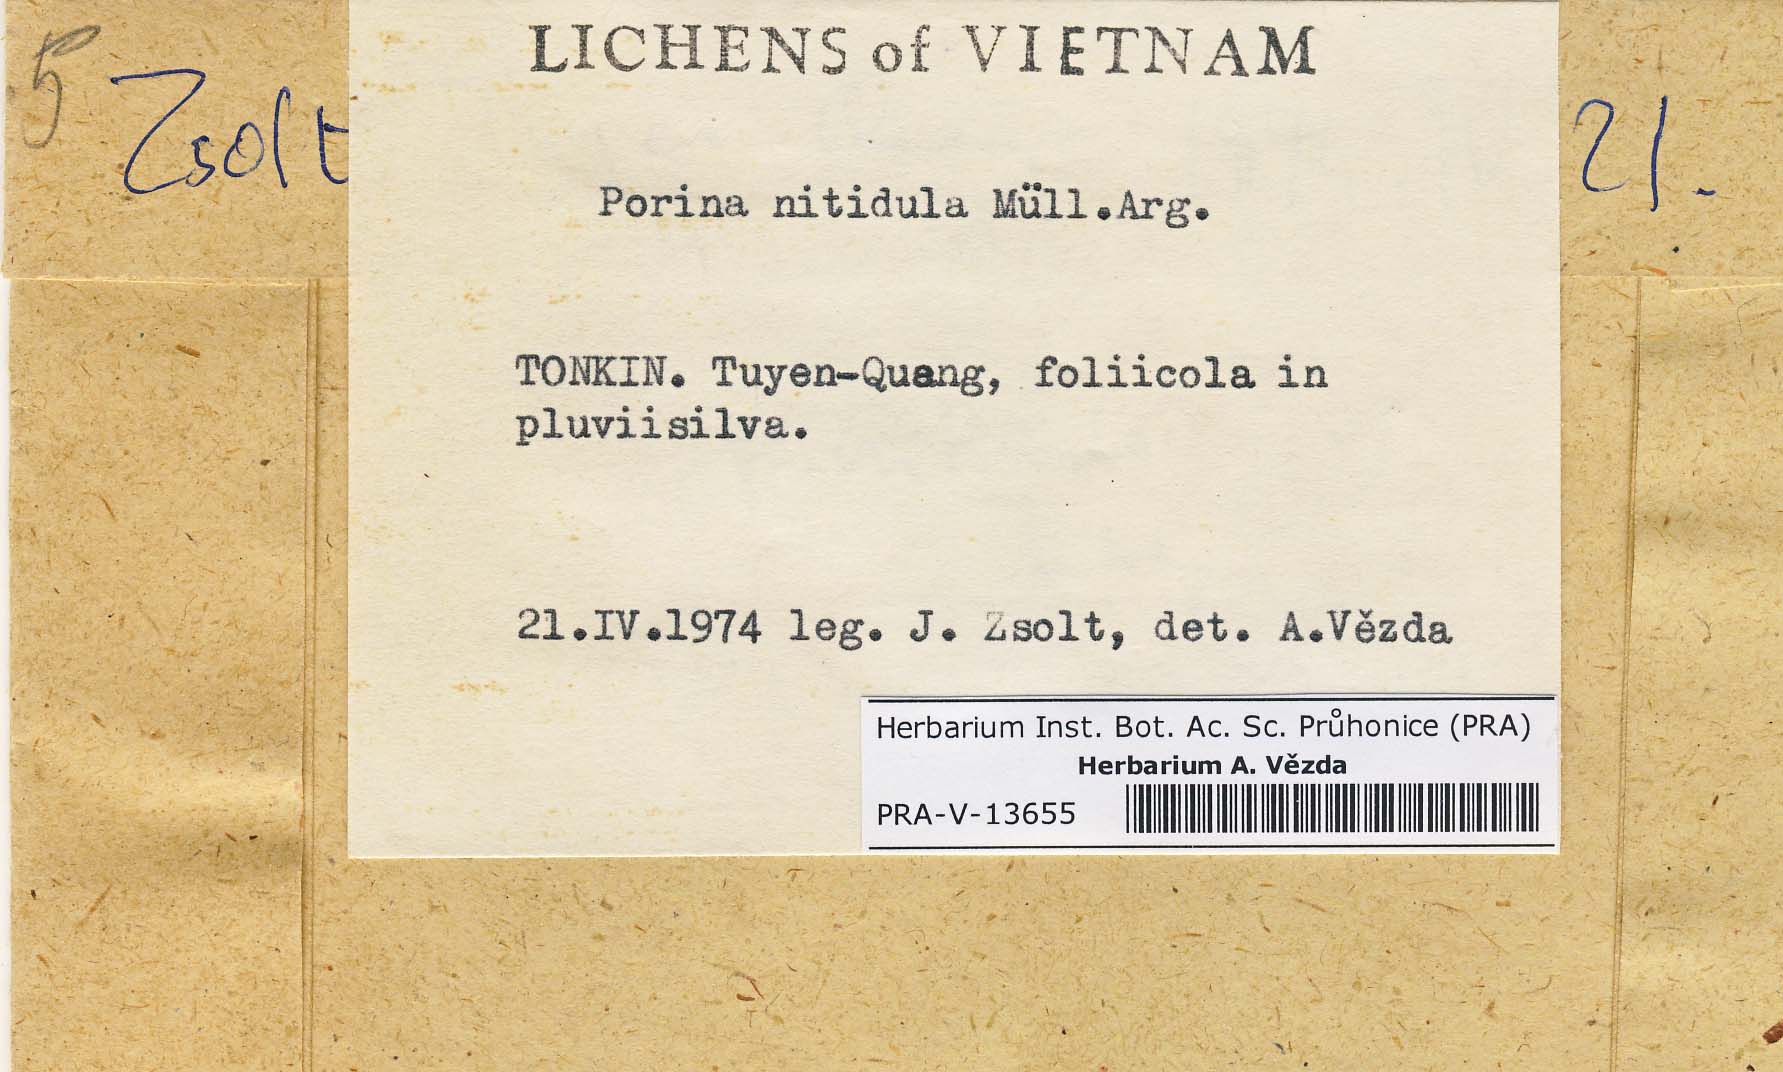 LICHENS of VIETNAM
5
Zsolt
21.
Porina nitidula Müll.Arg.
TONKIN. Tuyen-Quang, foliicola in
pluviisilva.
21.IV.1974 leg. J. Zsolt, det. A.Vězda
Herbarium Inst. Bot. Ac. Sc. Průhonice (PRA)
Herbarium A. Vězda
PRA-V-13655